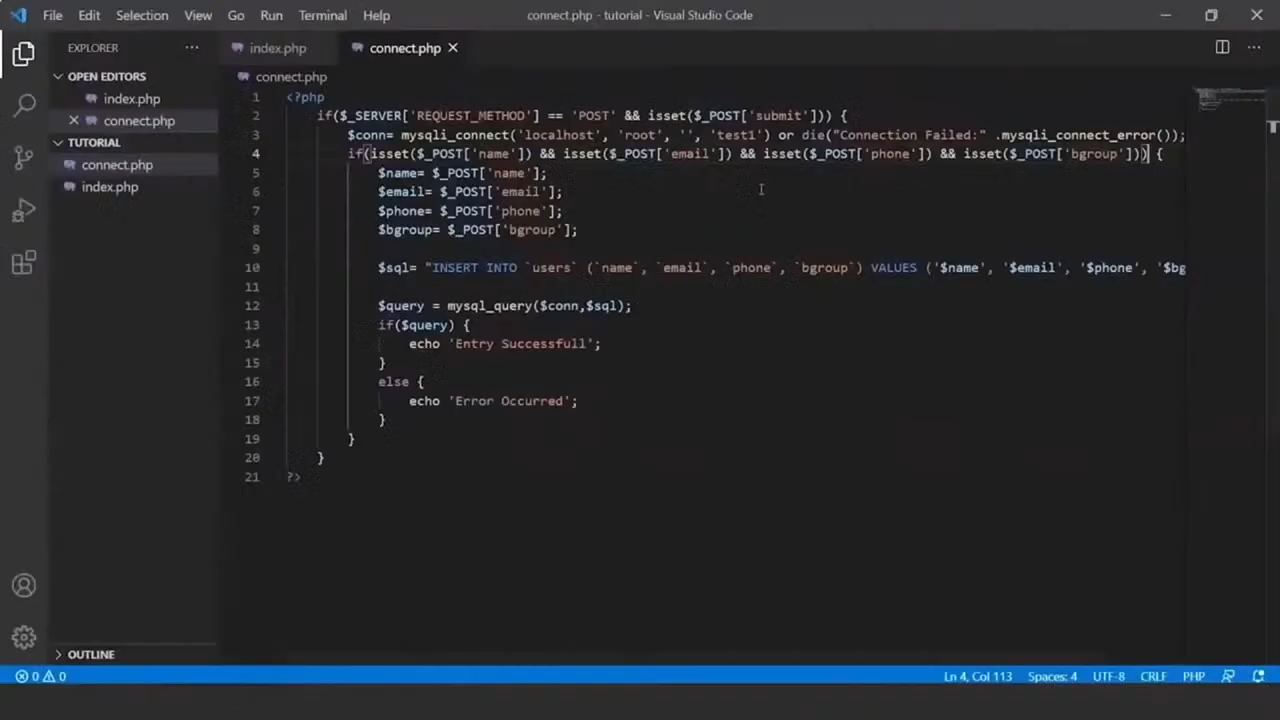 File Edit Selection View Go Run Terminal Help connect.php - tutorial - Visual Studio Code
EXPLORER
index.php connect.php
OPEN EDITORS
index.php
connect.php
TUTORIAL
connect.php
index.php
connect.php
1 <?php
2 if($_SERVER['REQUEST_METHOD'] == 'POST' && isset($_POST['submit'])) {
3 $conn= mysqli_connect('localhost', 'root', '', 'test1') or die("Connection Failed:" .mysqli_connect_error());
4 if(isset($_POST['name']) && isset($_POST['email']) && isset($_POST['phone']) && isset($_POST['bgroup'])) {
5 $name= $_POST['name'];
6 $email= $_POST['email'];
7 $phone= $_POST['phone'];
8 $bgroup= $_POST['bgroup'];
9
10 $sql= "INSERT INTO `users` (`name`, `email`, `phone`, `bgroup`) VALUES ('$name', '$email', '$phone', '$bg
11
12 $query = mysql_query($conn,$sql);
13 if($query) {
14 echo 'Entry Successfull';
15 }
16 else {
17 echo 'Error Occurred';
18 }
19 }
20 }
21 ?>
OUTLINE
0 0 Ln 4, Col 113 Spaces: 4 UTF-8 CRLF PHP